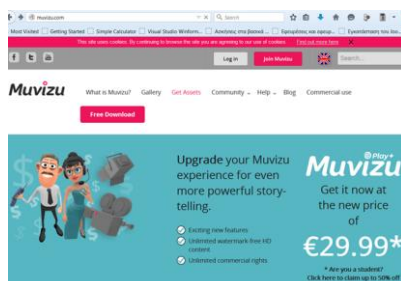 muvizu.com
Search
Most Visited Getting Started Simple Calculator Visual Studio Winform...
This site uses cookies. By continuing to browse the site you are agreeing to our use of cookies Find out more here X
Log in Join Muvizu Search...
Muvizu What is Muvizu? Gallery Get Assets Community Help Blog Commercial use
Free Download
Upgrade your Muvizu
experience for even
more powerful story-
telling.
Exciting new features
Unlimited watermark free HD
content
Unlimited commercial rights
Play+
Muvizu
Get it now at
the new price
of
€29.99*
* Are you a student?
Click here to claim up to 50% off